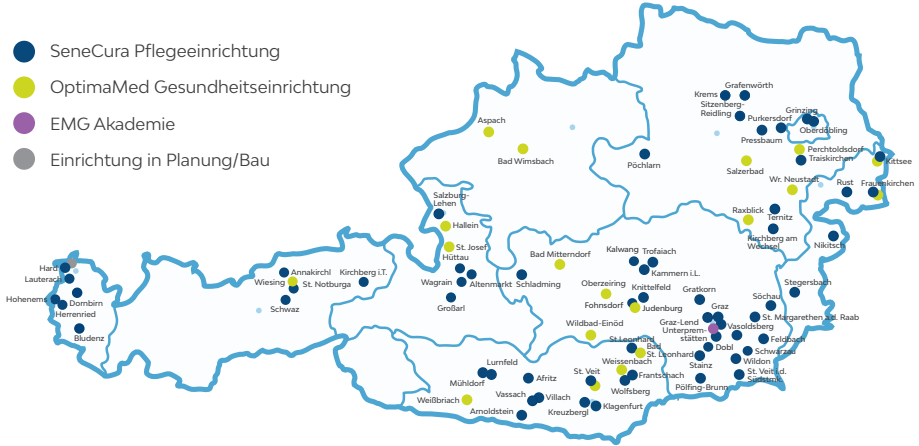 SeneCura Pflegeeinrichtung
OptimaMed Gesundheitseinrichtung
EMG Akademie
Einrichtung in Planung/Bau
Aspach
Bad Wimsbach
Pöchlarn
Krems
Grafenwörth
Sitzenberg-
Reidling
Purkersdorf
Pressbaum
Grinzing
Oberdöbling
Perchtoldsdorf
Traiskirchen
Kittsee
Salzerbad
Wr. Neustadt
Rust
Frauenkirchen
Raxblick
Ternitz
Kirchberg am
Wechsel
Nikitsch
Salzburg-
Lehen
Hallein
St. Josef
Hüttau
Wagrain
Altenmarkt
Schladming
Großarl
Bad Mitterndorf
Kalwang
Trofaiach
Kammern i.L.
Oberzeiring
Knittelfeld
Fohnsdorf
Judenburg
Wildbad-Einöd
Gratkorn
Graz
Graz-Lend
Unterprem-
stätten
Vasoldsberg
Söchau
Stegersbach
St. Margarethen a.d. Raab
Feldbach
Dobl
Schwarzau
Stainz
Wildon
St. Veit i.d.
Südstmk.
Pölfing-Brunn
Hard
Lauterach
Hohenems
Dornbirn
Herrenried
Bludenz
Annakirchl
Wiesing
St. Notburga
Schwaz
Kirchberg i.T.
St.Leonhard
Bad
St. Leonhard
Weissenbach
Frantschach
Wolfsberg
St. Veit
Lurnfeld
Mühldorf
Afritz
Weißbriach
Vassach
Villach
Arnoldstein
Kreuzbergl
Klagenfurt